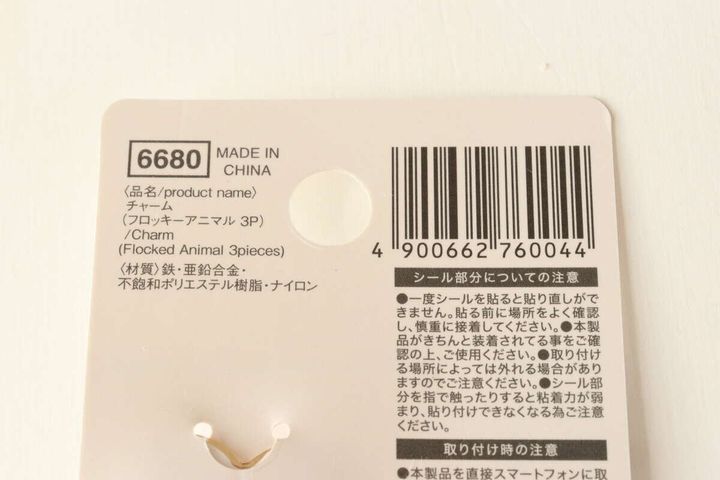 6680
MADE IN
CHINA
〈品名/product name〉
チャーム
(フロッキーアニマル 3P)
/Charm
(Flocked Animal 3pieces)
〈材質〉鉄・亜鉛合金・
不飽和ポリエステル樹脂・ナイロン
4 900662 760044
シール部分についての注意
●一度シールを貼ると貼り直しがで
きません。貼る前に場所をよく確認
し、慎重に接着してください。●本製
品がきちんと装着されてる事をご確
認の上、ご使用ください。●取り付け
る場所によっては外れる場合があり
ますのでご注意ください。●シール部
分を指で触ったりすると粘着力が弱
まり、貼り付けできなくなる為ご注意
ください。
取り付け時の注意
●本製品を直接スマートフォンに取